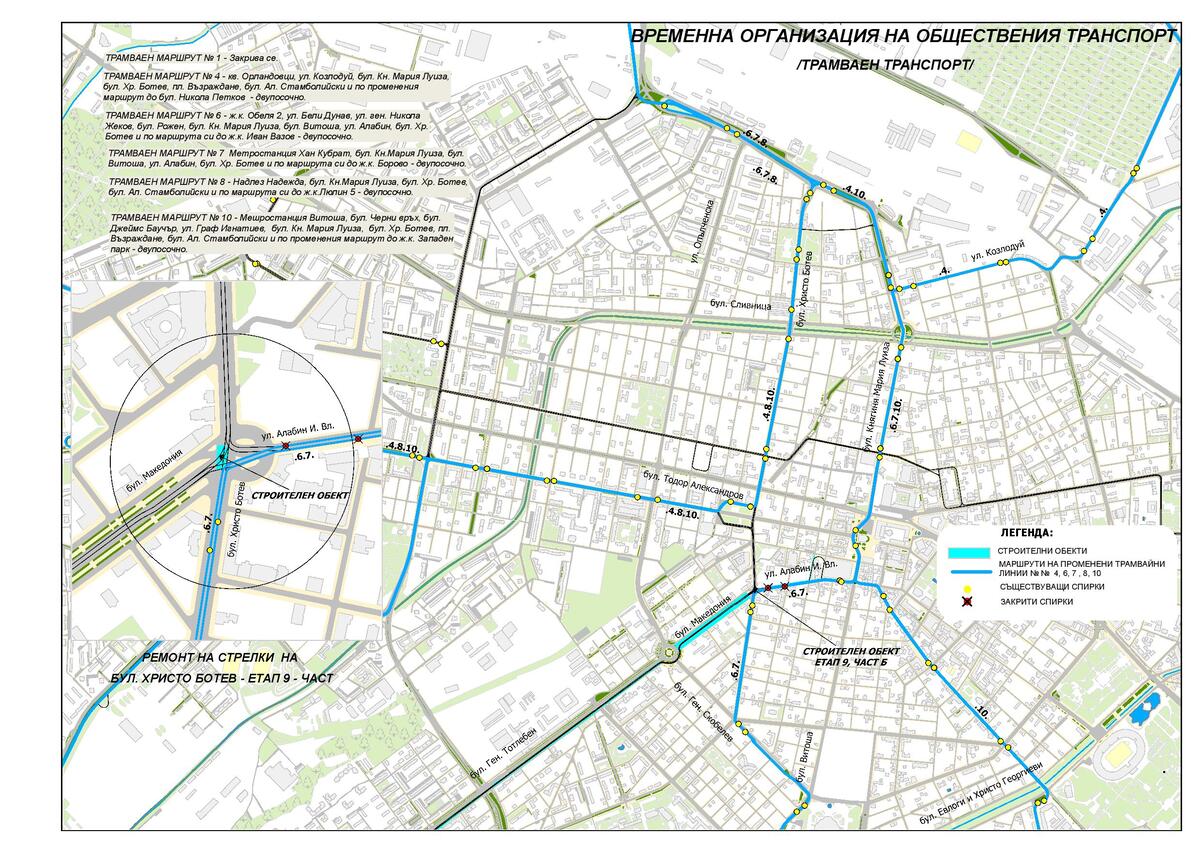 ВРЕМЕННА ОРГАНИЗАЦИЯ НА ОБЩЕСТВЕНИЯ ТРАНСПОРТ
/ТРАМВАЕН ТРАНСПОРТ/
ТРАМВАЕН МАРШРУТ № 1 - Закрива се.
ТРАМВАЕН МАРШРУТ № 4 - кв. Орландовци, ул. Козлодуй, бул. Кн. Мария Луиза,
бул. Хр. Ботев, пл. Възраждане, бул. Ал. Стамболийски и по променения
маршрут до бул. Никола Петков - двупосочно.
ТРАМВАЕН МАРШРУТ № 6 - ж.к. Обеля 2, ул. Бели Дунав, ул. ген. Никола
Жеков, бул. Рожен, бул. Кн. Мария Луиза, бул. Витоша, ул. Алабин, бул. Хр.
Ботев и по маршрута си до ж.к. Иван Вазов - двупосочно.
ТРАМВАЕН МАРШРУТ № 7 Метростанция Хан Кубрат, бул. Кн.Мария Луиза, бул.
Витоша, ул. Алабин, бул. Хр. Ботев и по маршрута си до ж.к. Борово - двупосочно.
ТРАМВАЕН МАРШРУТ № 8 - Надлез Надежда, бул. Кн.Мария Луиза, бул. Хр. Ботев,
бул. Ал. Стамболийски и по маршрута си до ж.к.Люлин 5 - двупосочно.
ТРАМВАЕН МАРШРУТ № 10 - Мешростанция Витоша, бул. Черни връх, бул.
Джеймс Баучър, ул. Граф Игнатиев, бул. Кн. Мария Луиза, бул. Хр. Ботев, пл.
Възраждане, бул. Ал. Стамболийски и по променения маршрут до ж.к. Западен
парк - двупосочно.
.6.7.8.
.6.7.8.
.4.10.
.4.
ул. Опълченска
ул. Козлодуй
.4.
бул. Христо Ботев
бул. Сливница
бул. Княгиня Мария Луиза
.4.8.10.
.6.7.10.
ул. Алабин И. Вл.
.6.7.
бул. Македония
СТРОИТЕЛЕН ОБЕКТ
.6.7.
бул. Христо Ботев
.4.8.10.
бул. Тодор Александров
.4.8.10.
ЛЕГЕНДА:
СТРОИТЕЛНИ ОБЕКТИ
МАРШРУТИ НА ПРОМЕНЕНИ ТРАМВАЙНИ
ЛИНИИ № № 4, 6, 7 , 8, 10
СЪЩЕСТВУВАЩИ СПИРКИ
ЗАКРИТИ СПИРКИ
ул. Алабин И. Вл.
.6.7.
бул. Македония
СТРОИТЕЛЕН ОБЕКТ
ЕТАП 9, ЧАСТ Б
РЕМОНТ НА СТРЕЛКИ НА
БУЛ. ХРИСТО БОТЕВ - ЕТАП 9 - ЧАСТ
.6.7.
бул. Ген. Скобелев
.10.
бул. Ген. Тотлебен
бул. Витоша
бул. Евлоги и Христо Георгиеви